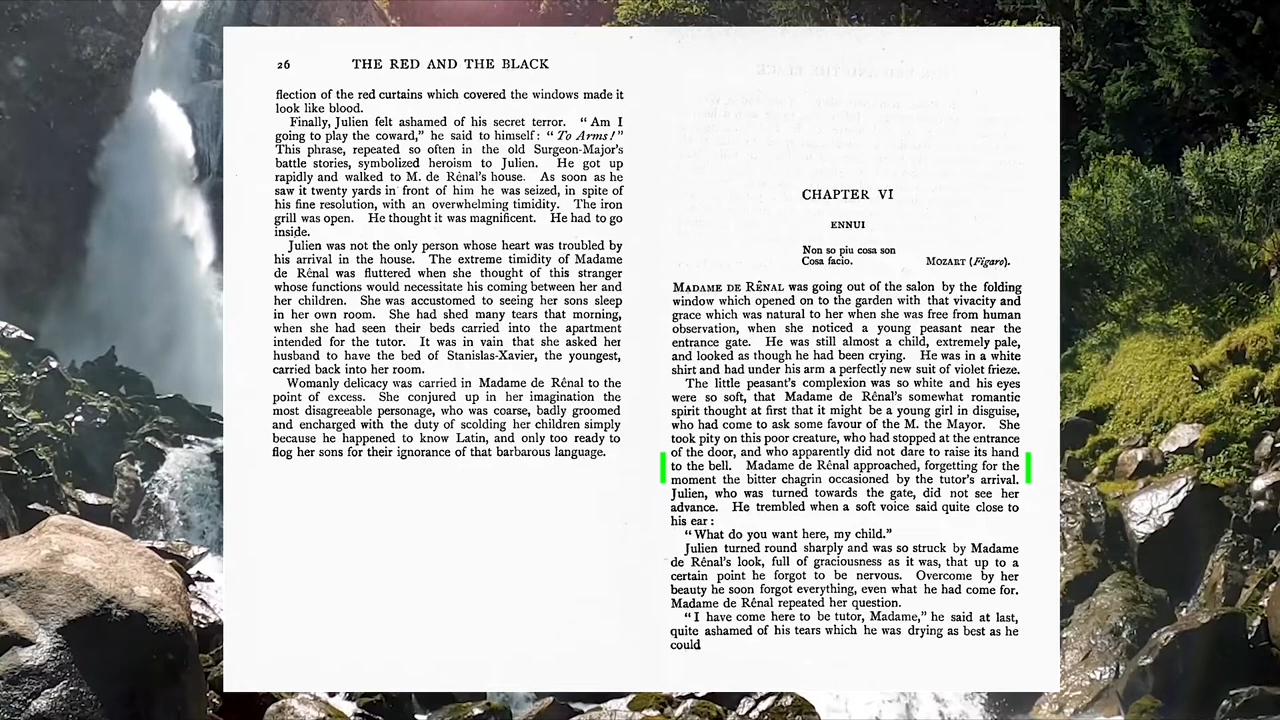 26 THE RED AND THE BLACK
flection of the red curtains which covered the windows made it
look like blood.
Finally, Julien felt ashamed of his secret terror. “Am I
going to play the coward,” he said to himself: “To Arms!”
This phrase, repeated so often in the old Surgeon-Major’s
battle stories, symbolized heroism to Julien. He got up
rapidly and walked to M. de Rênal’s house. As soon as he
saw it twenty yards in front of him he was seized, in spite of
his fine resolution, with an overwhelming timidity. The iron
grill was open. He thought it was magnificent. He had to go
inside.
Julien was not the only person whose heart was troubled by
his arrival in the house. The extreme timidity of Madame
de Rênal was fluttered when she thought of this stranger
whose functions would necessitate his coming between her and
her children. She was accustomed to seeing her sons sleep
in her own room. She had shed many tears that morning,
when she had seen their beds carried into the apartment
intended for the tutor. It was in vain that she asked her
husband to have the bed of Stanislas-Xavier, the youngest,
carried back into her room.
Womanly delicacy was carried in Madame de Rênal to the
point of excess. She conjured up in her imagination the
most disagreeable personage, who was coarse, badly groomed
and encharged with the duty of scolding her children simply
because he happened to know Latin, and only too ready to
flog her sons for their ignorance of that barbarous language.
CHAPTER VI
ENNUI
Non so piu cosa son
Cosa facio. MOZART (Figaro).
MADAME DE RÊNAL was going out of the salon by the folding
window which opened on to the garden with that vivacity and
grace which was natural to her when she was free from human
observation, when she noticed a young peasant near the
entrance gate. He was still almost a child, extremely pale,
and looked as though he had been crying. He was in a white
shirt and had under his arm a perfectly new suit of violet frieze.
The little peasant’s complexion was so white and his eyes
were so soft, that Madame de Rênal’s somewhat romantic
spirit thought at first that it might be a young girl in disguise,
who had come to ask some favour of the M. the Mayor. She
took pity on this poor creature, who had stopped at the entrance
of the door, and who apparently did not dare to raise its hand
to the bell. Madame de Rênal approached, forgetting for the
moment the bitter chagrin occasioned by the tutor’s arrival.
Julien, who was turned towards the gate, did not see her
advance. He trembled when a soft voice said quite close to
his ear:
“What do you want here, my child.”
Julien turned round sharply and was so struck by Madame
de Rênal’s look, full of graciousness as it was, that up to a
certain point he forgot to be nervous. Overcome by her
beauty he soon forgot everything, even what he had come for.
Madame de Rénal repeated her question.
“I have come here to be tutor, Madame,” he said at last,
quite ashamed of his tears which he was drying as best as he
could